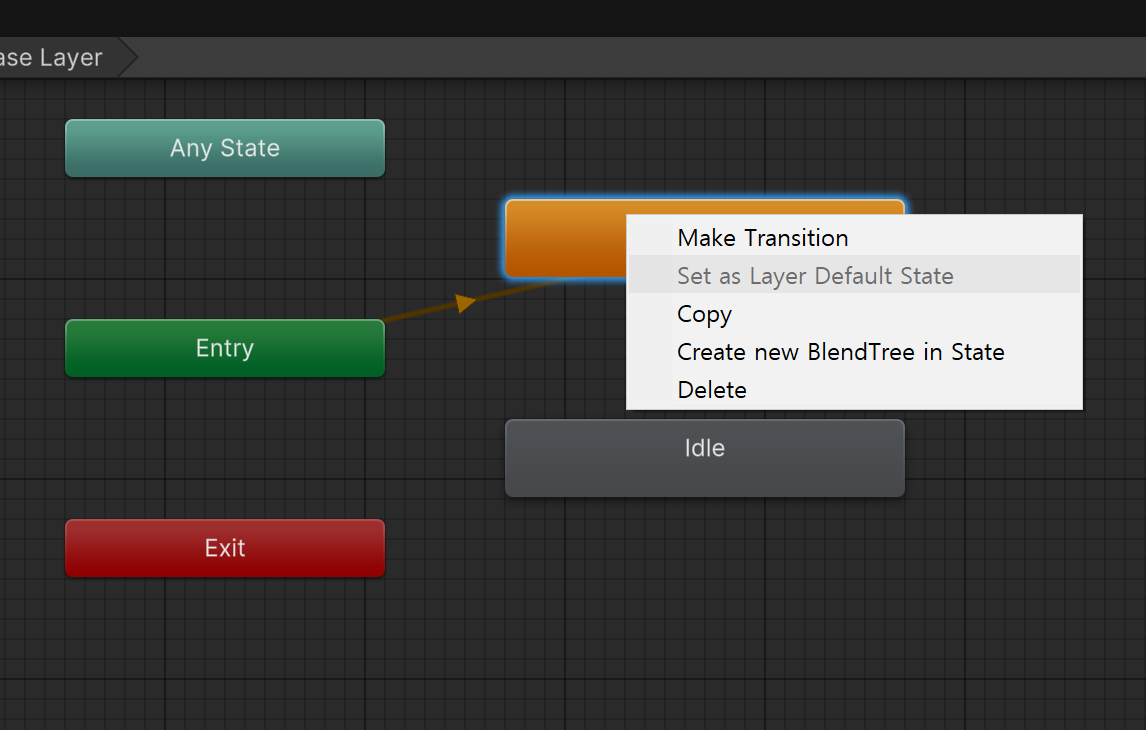 ase Layer
Any State
Make Transition
Set as Layer Default State
Copy
Create new BlendTree in State
Delete
Entry
Idle
Exit